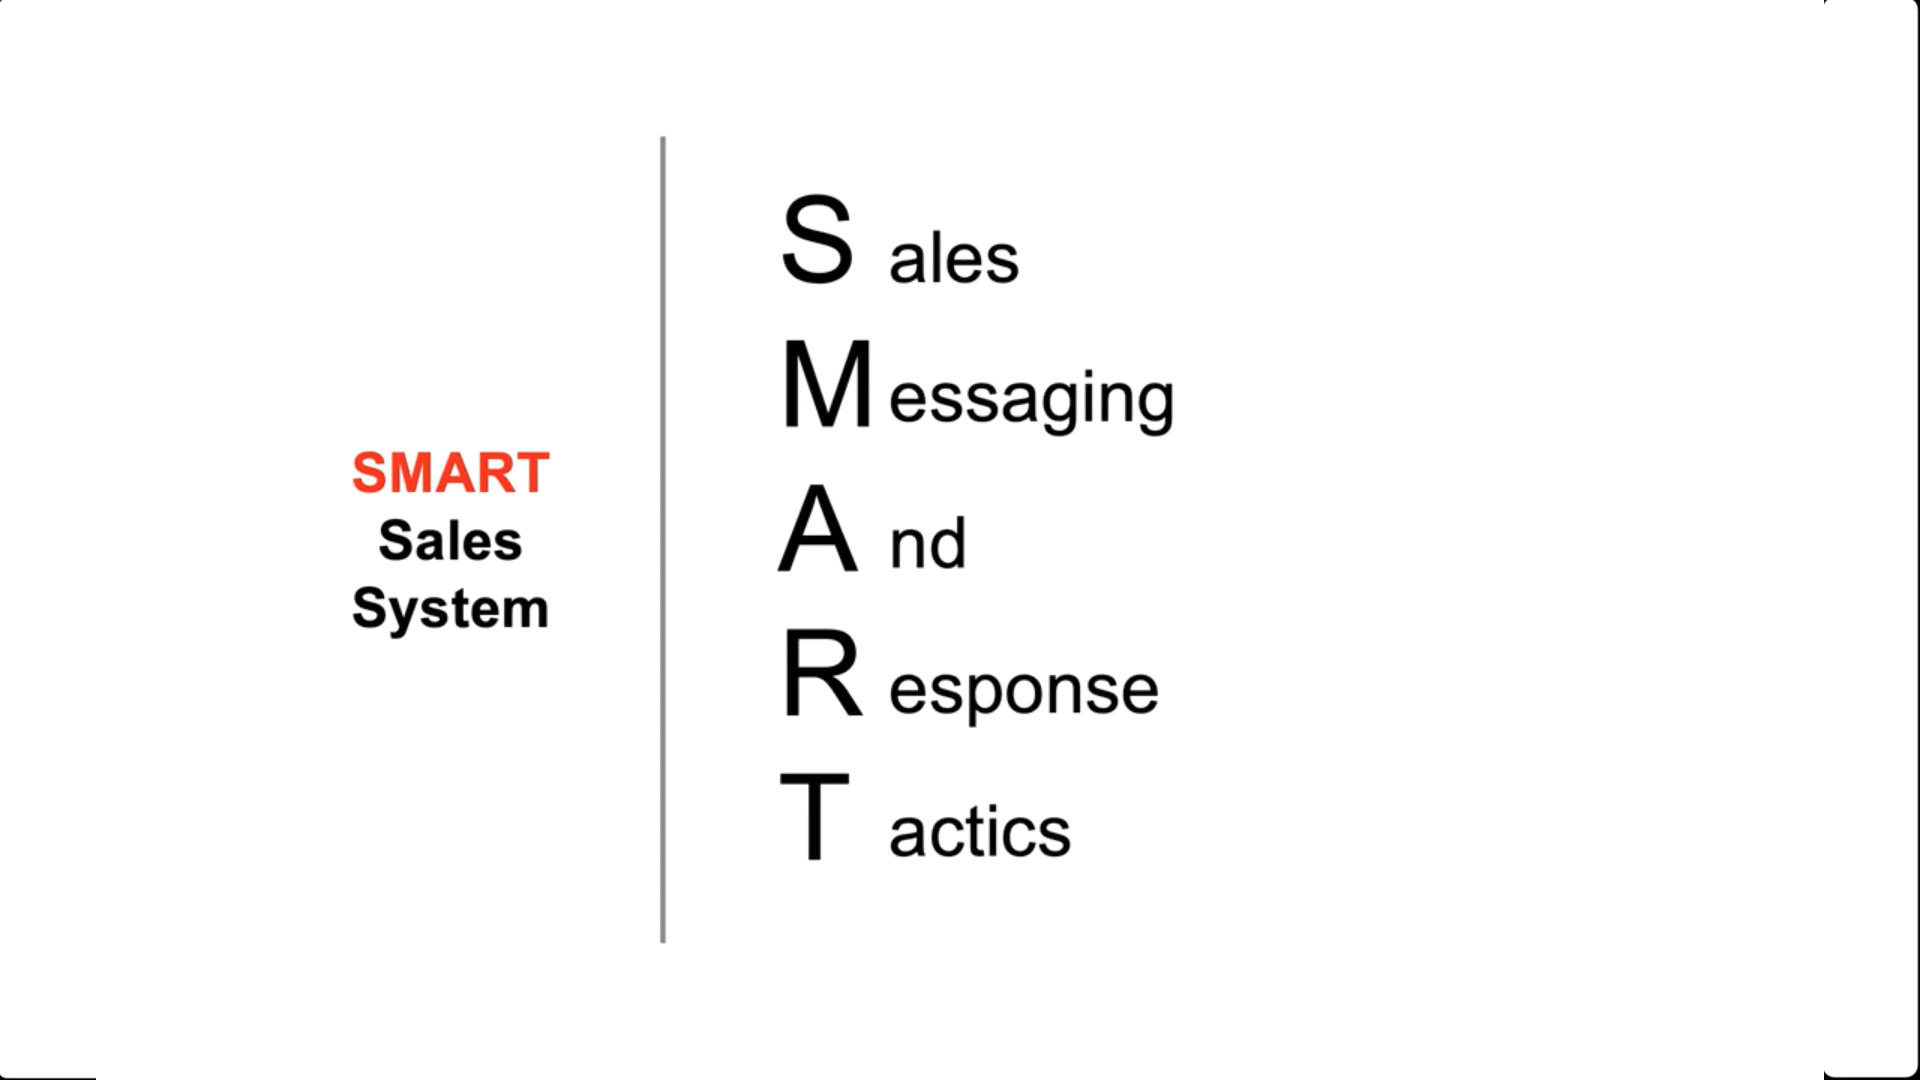 SMART
Sales
System
S ales
M essaging
A nd
R esponse
T actics